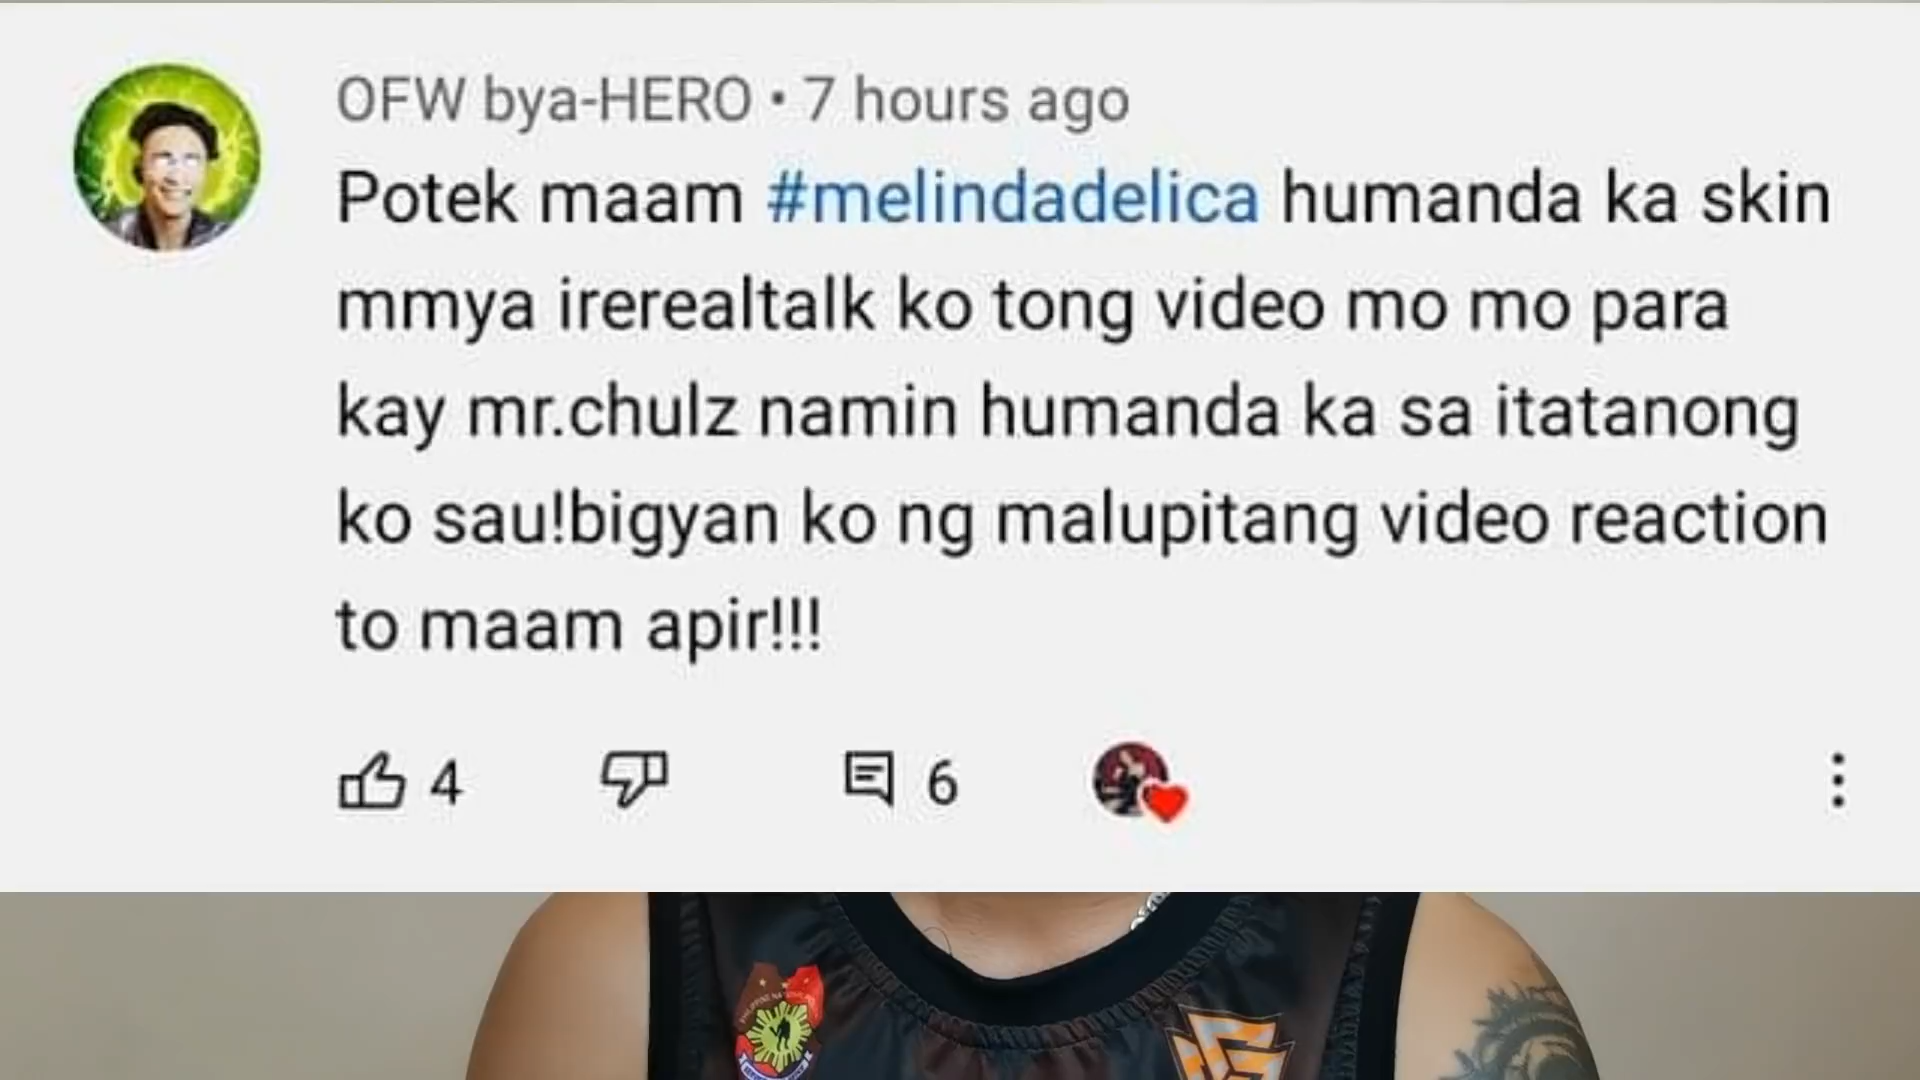 OFW bya-HERO • 7 hours ago
Potek maam #melindadelica humanda ka skin
mmya irerealtalk ko tong video mo mo para
kay mr.chulz namin humanda ka sa itatanong
ko sau!bigyan ko ng malupitang video reaction
to maam apir!!!
4
6